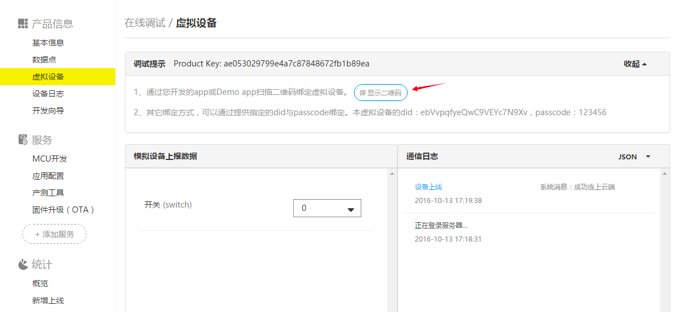 产品信息
基本信息
数据点
虚拟设备
设备日志
开发向导
服务
MCU开发
应用配置
产测工具
固件升级（OTA）
+ 添加服务
统计
概览
新增上线
在线调试 / 虚拟设备
调试提示 Product Key: ae053029799e4a7c87848672fb1b89ea 收起
1、通过您开发的app或Demo app扫描二维码绑定虚拟设备。 显示二维码
2、其它绑定方式，可以通过提供指定的did与passcode绑定。本虚拟设备的did：ebVvpqfyeQwC9VEYc7N9Xv，passcode：123456
模拟设备上报数据
开关 (switch) 0
通信日志 JSON
设备上线 系统消息：成功连上云端
2016-10-13 17:19:38
正在登录服务器...
2016-10-13 17:18:31